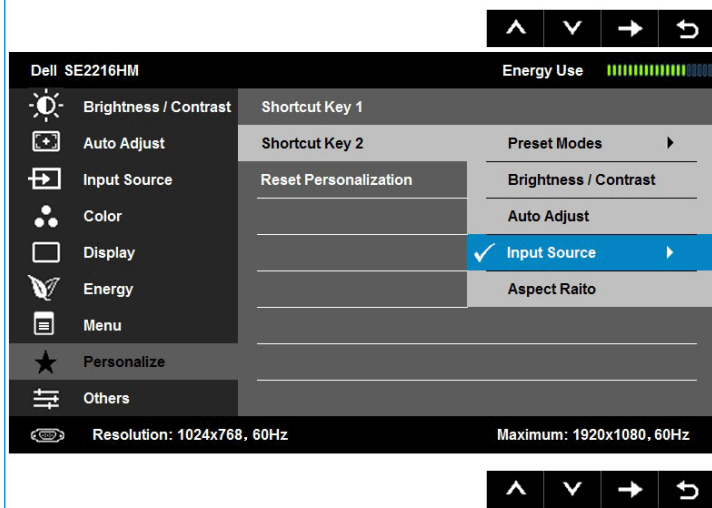 Dell SE2216HM Energy Use
Brightness / Contrast Shortcut Key 1
Auto Adjust Shortcut Key 2 Preset Modes
Input Source Reset Personalization Brightness / Contrast
Color Auto Adjust
Display Input Source
Energy Aspect Raito
Menu
Personalize
Others
Resolution: 1024x768, 60Hz Maximum: 1920x1080, 60Hz